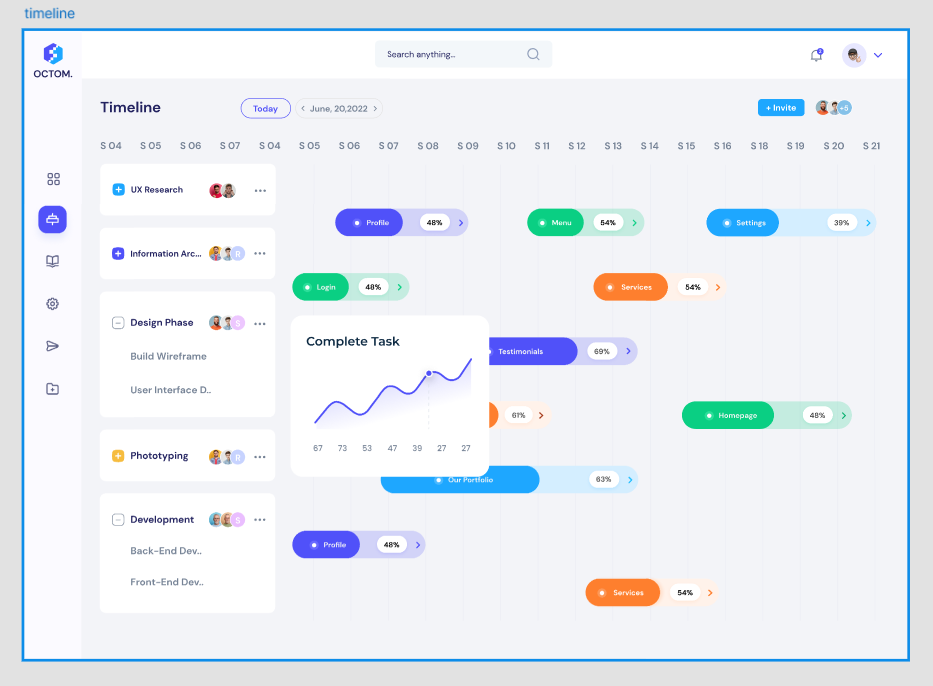 timeline
OCTOM.
Search anything..
2
Timeline
Today
June, 20,2022
+ Invite
+5
S 04 S 05 S 06 S 07 S 04 S 05 S 06 S 07 S 08 S 09 S 10 S 11 S 12 S 13 S 14 S 15 S 16 S 18 S 19 S 20 S 21
UX Research
Profile 48%
Menu 54%
Settings 39%
Information Arc... R
Login 48%
Services 54%
Design Phase S
Build Wireframe
User Interface D..
Complete Task
67 73 53 47 39 27 27
Testimonials 69%
61%
Homepage 48%
Phototyping R
Our Portfolio 63%
Development S
Back-End Dev..
Front-End Dev..
Profile 48%
Services 54%